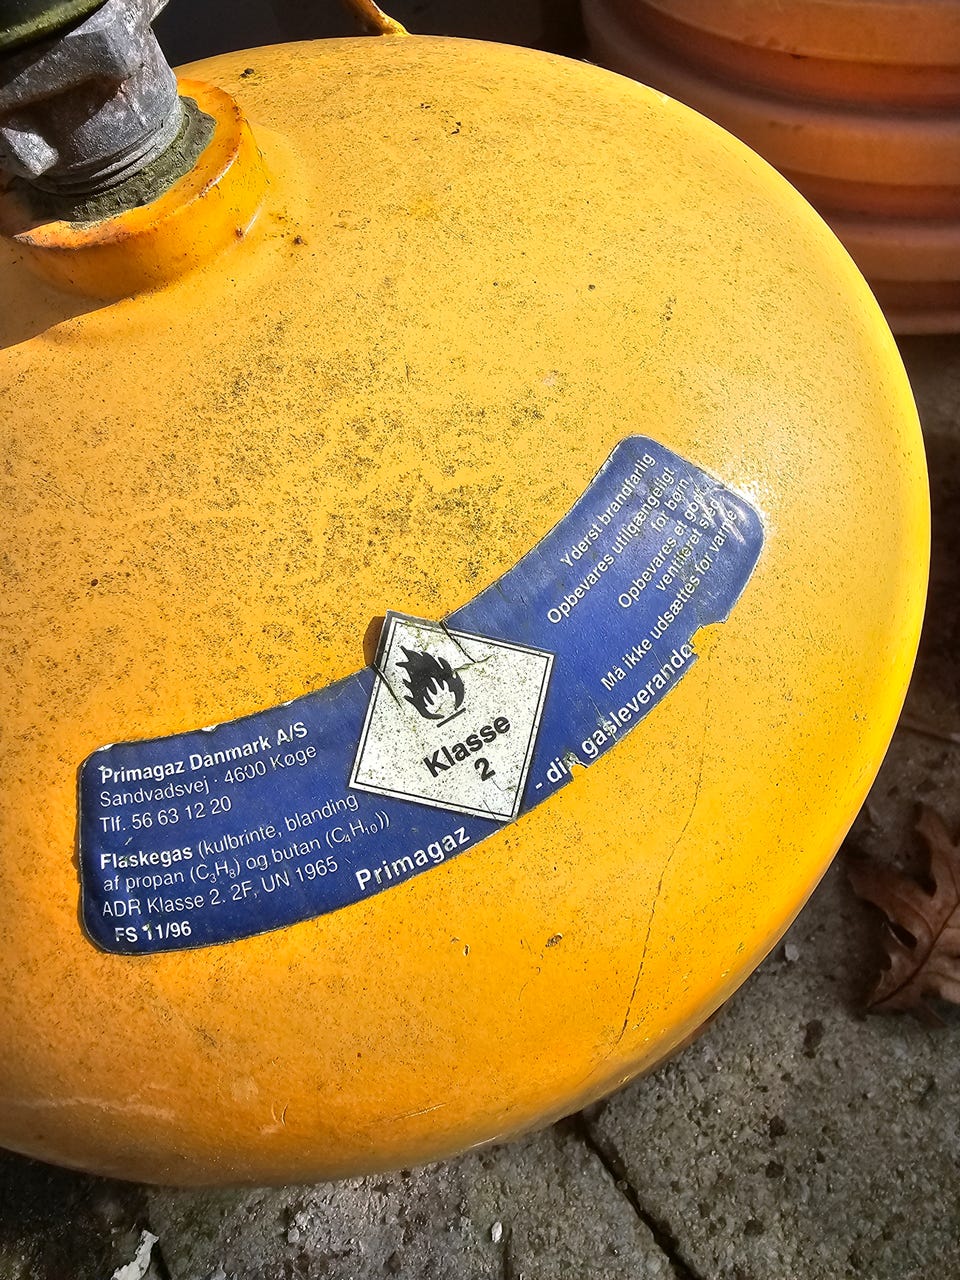 Primagaz Danmark A/S
Sandvadsvej · 4600 Køge
Tlf. 56 63 12 20
Flaskegas (kulbrinte, blanding
af propan (C₃H₈) og butan (C₄H₁₀))
ADR Klasse 2. 2F, UN 1965
FS 11/96
Klasse
2
Primagaz - din gasleverandø
Yderst brandfarlig
Opbevares utilgængeligt
for børn
Opbevares et godt
ventileret sted
Må ikke udsættes for varme